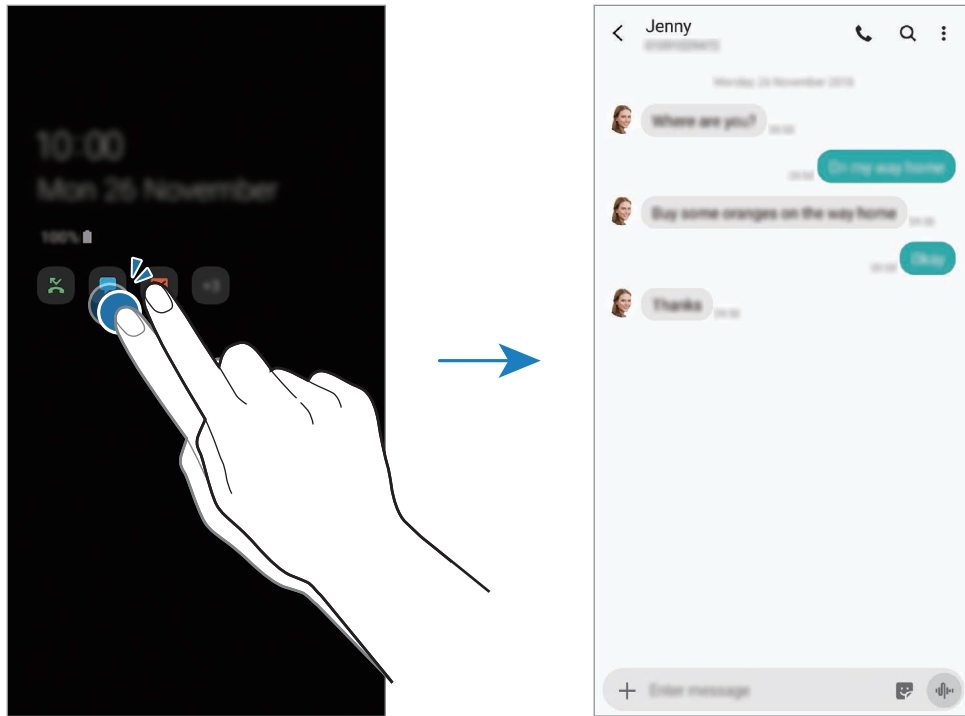 10:00
Mon 26 November
100%
+3
Jenny
Monday, 26 November 2018
Where are you?
On my way home
Buy some oranges on the way home
Okay
Thanks
Enter message